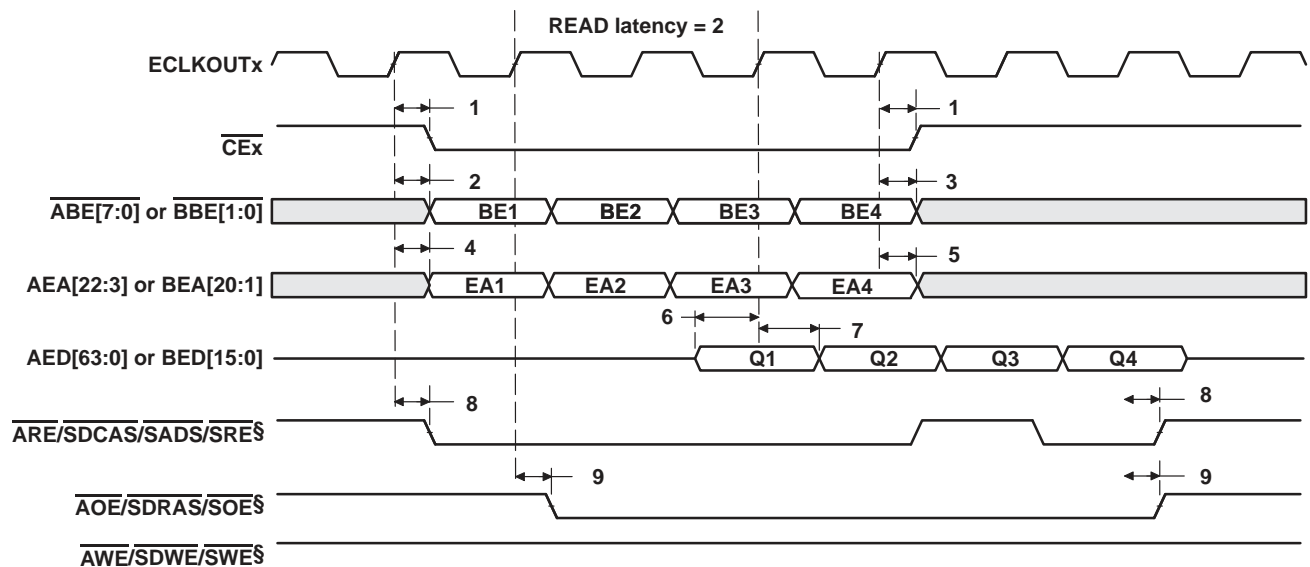 READ latency = 2
ECLKOUTx
1 1
CEx
2 3
ABE[7:0] or BBE[1:0] BE1 BE2 BE3 BE4
4 5
AEA[22:3] or BEA[20:1] EA1 EA2 EA3 EA4
6 7
AED[63:0] or BED[15:0] Q1 Q2 Q3 Q4
8 8
ARE/SDCAS/SADS/SRE§
9 9
AOE/SDRAS/SOE§
AWE/SDWE/SWE§